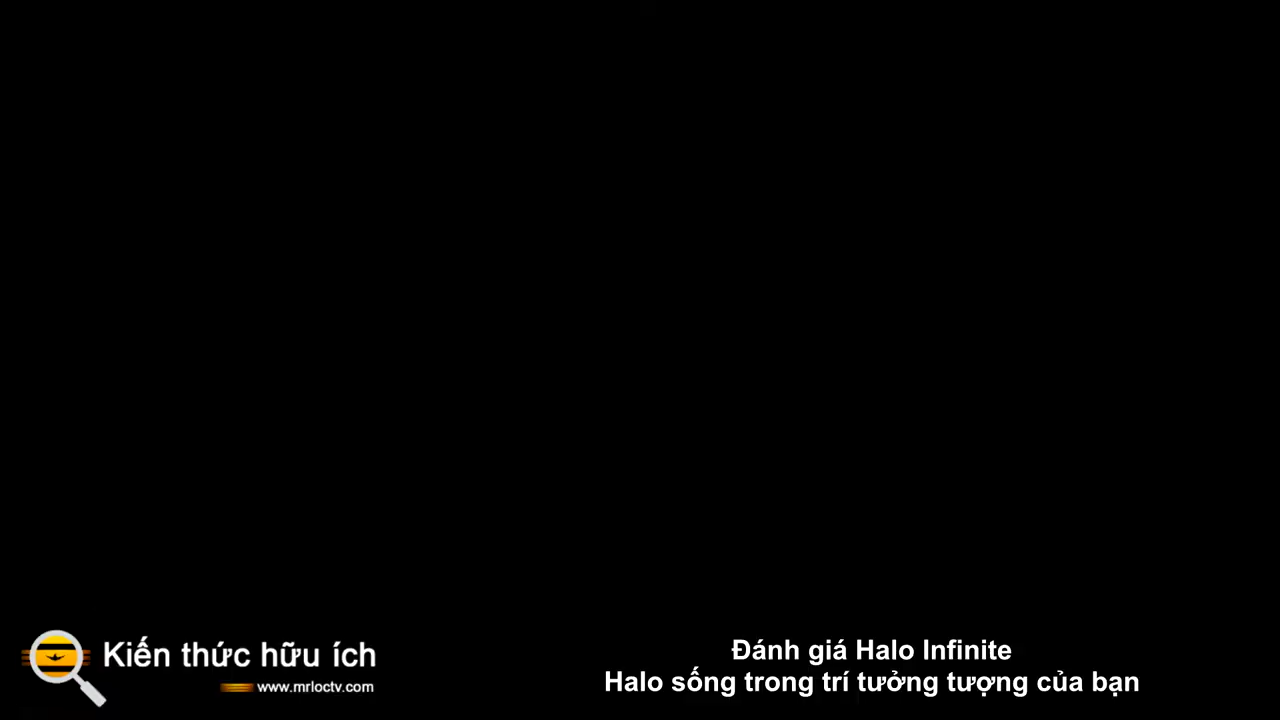 Kiến thức hữu ích
www.mrloctv.com
Đánh giá Halo Infinite
Halo sống trong trí tưởng tượng của bạn